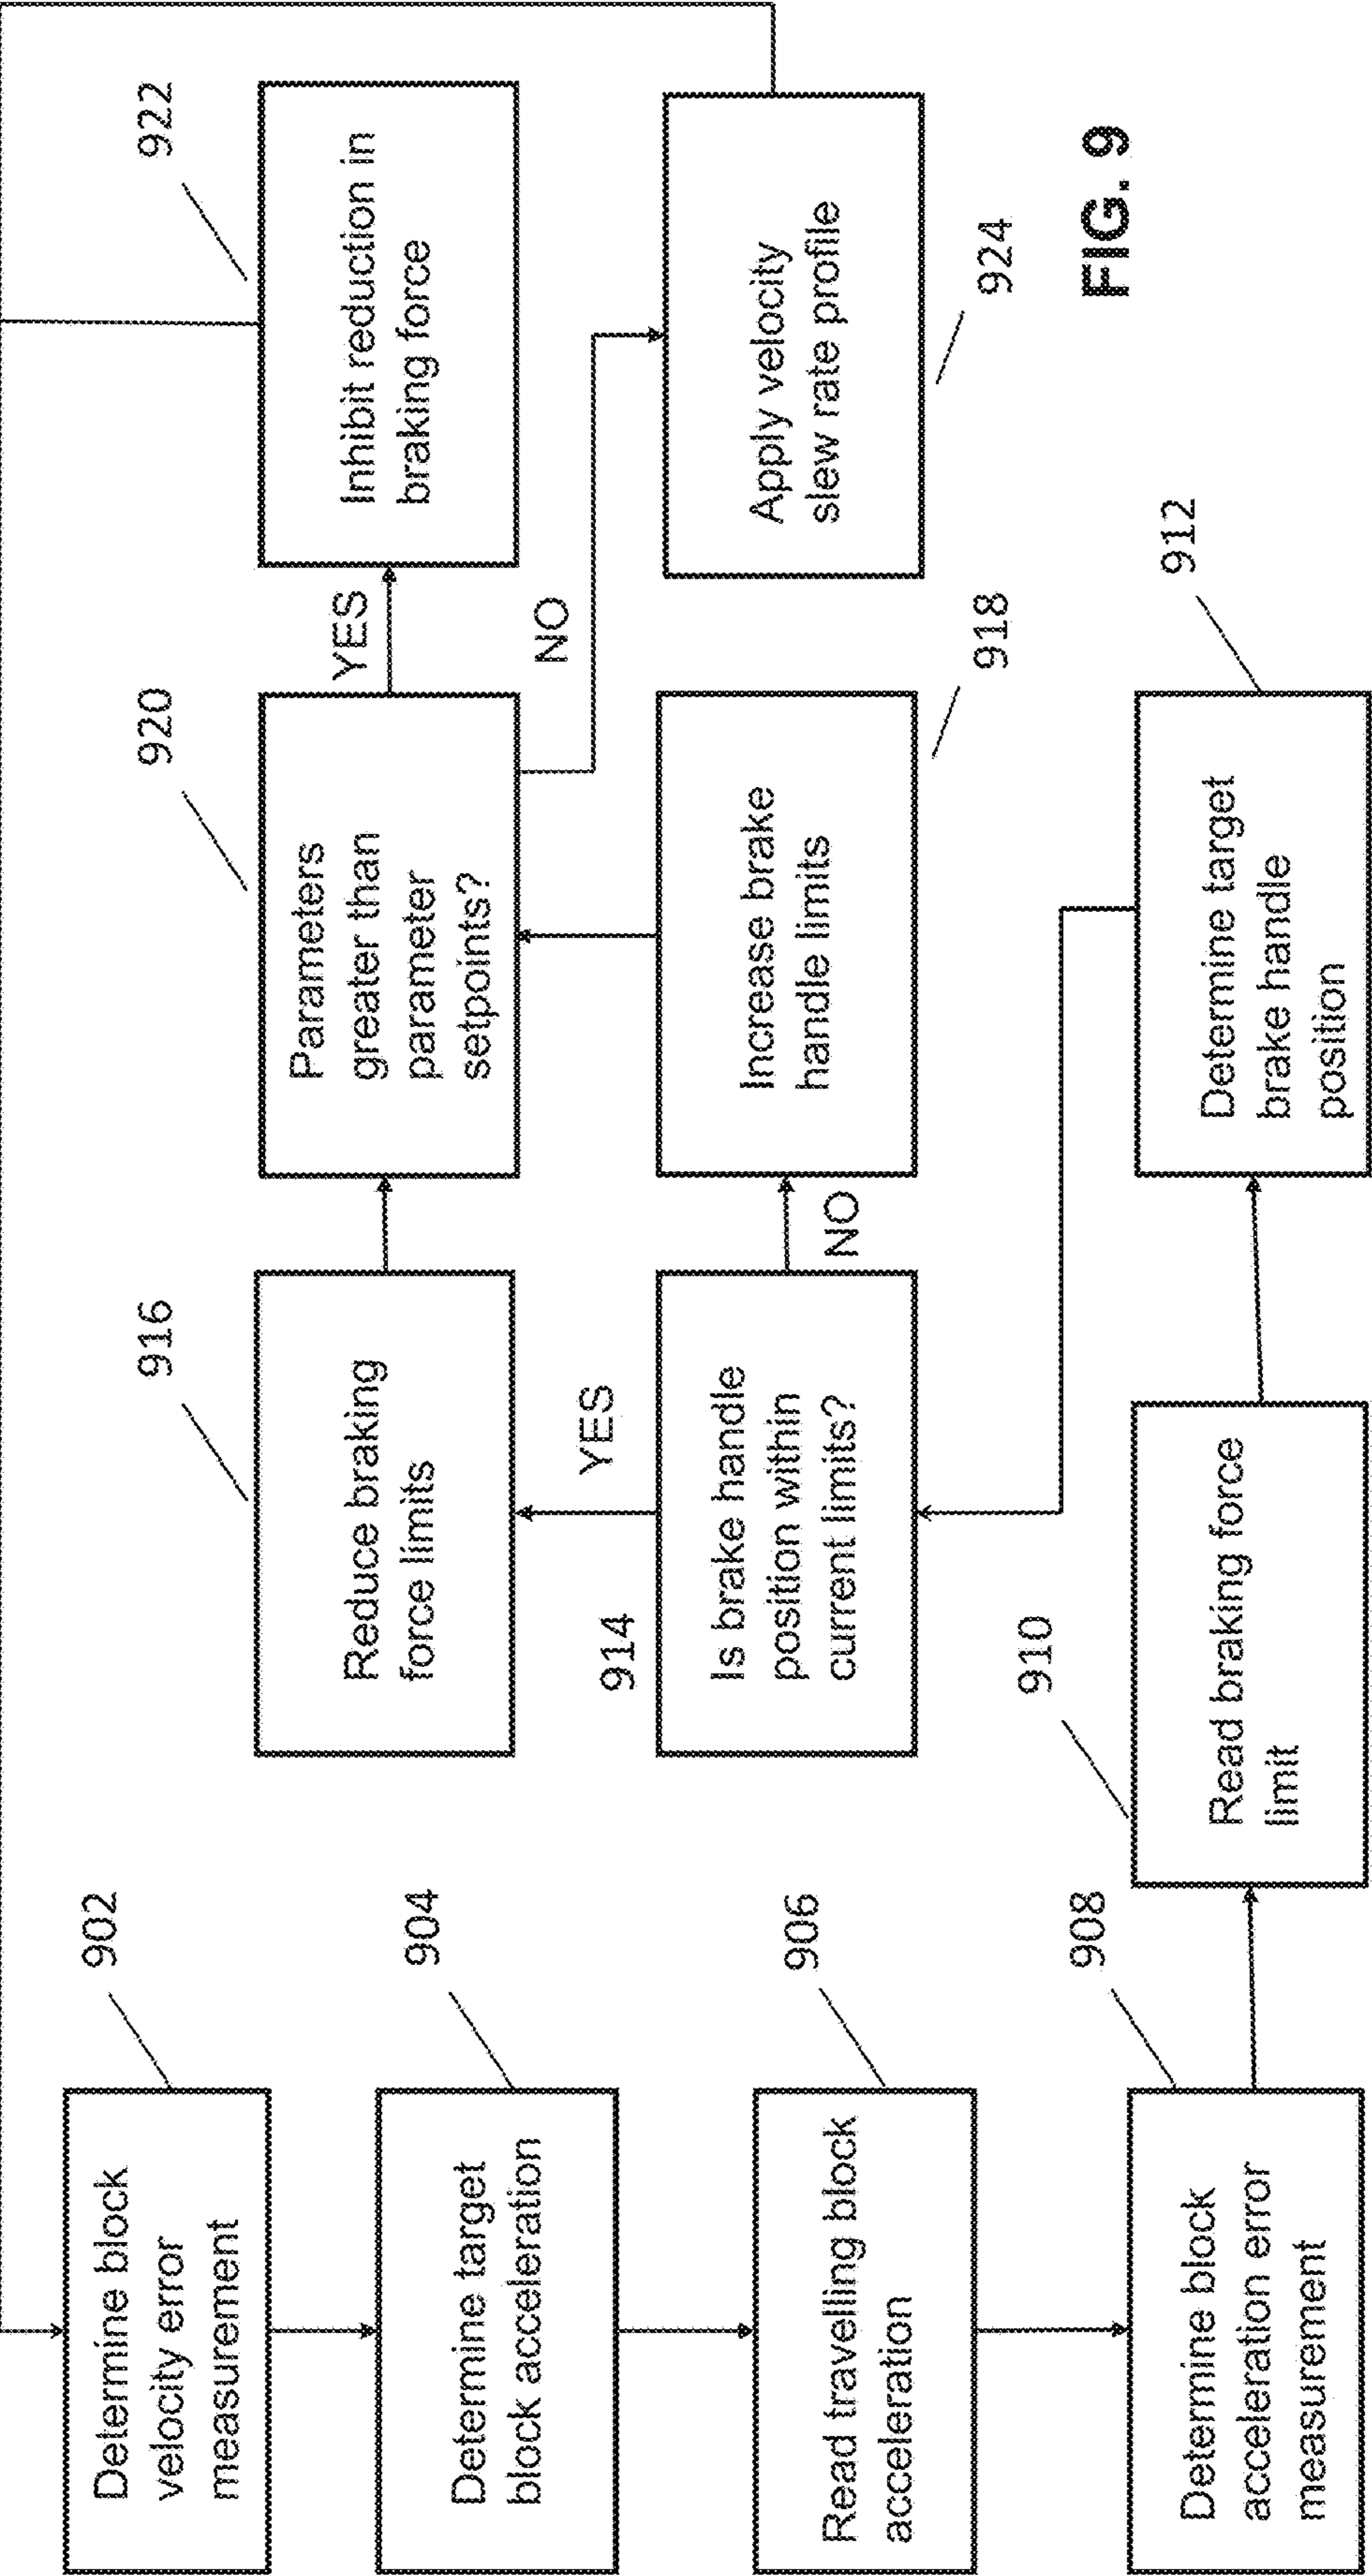 902
Determine block
velocity error
measurement
904
Determine target
block acceleration
906
Read travelling block
acceleration
908
Determine block
acceleration error
measurement
910
Read braking force
limit
912
Determine target
brake handle
position
914
Is brake handle
position within
current limits?
YES
NO
916
Reduce braking
force limits
918
Increase brake
handle limits
920
Parameters
greater than
parameter
setpoints?
YES
NO
922
Inhibit reduction in
braking force
924
Apply velocity
slew rate profile
FIG. 9